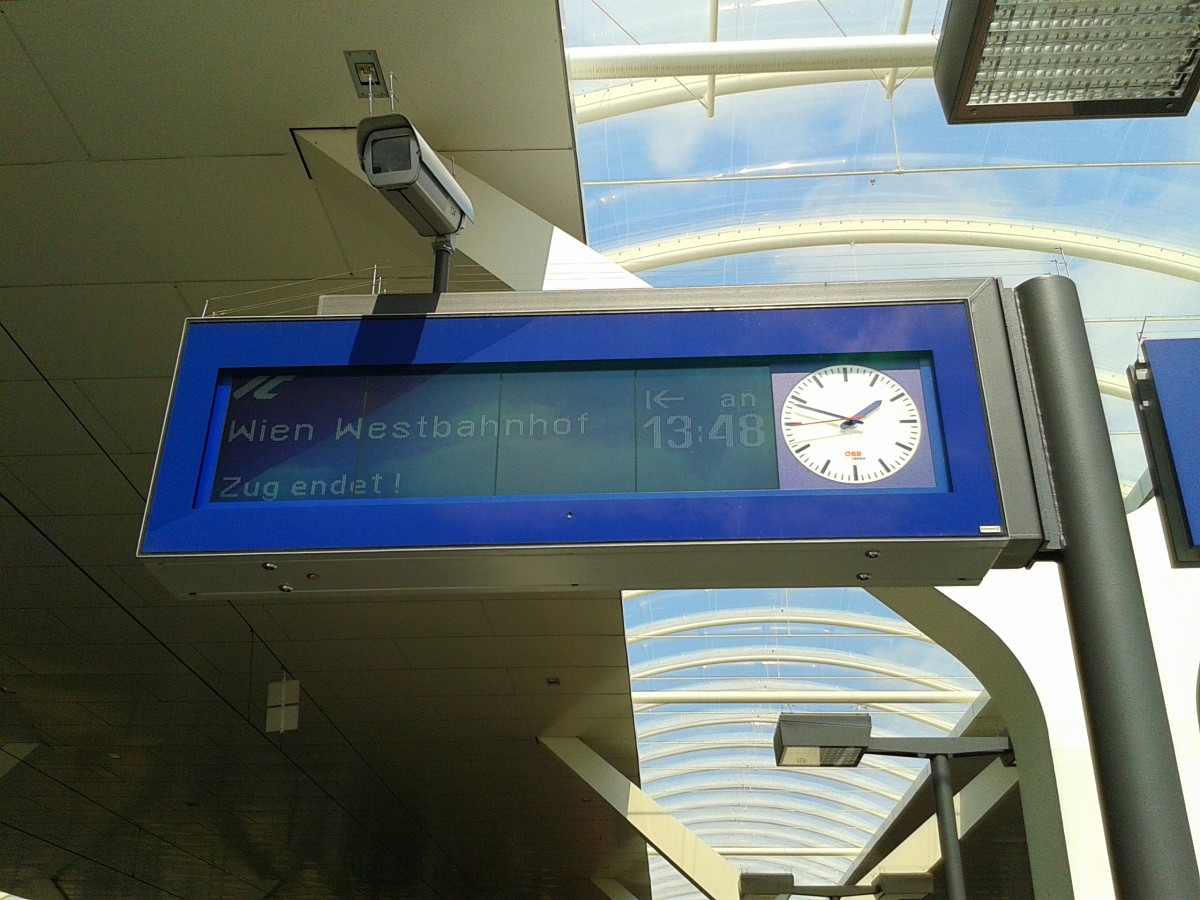 IC
Wien Westbahnhof
Zug endet!
an
13:48
ÖBB